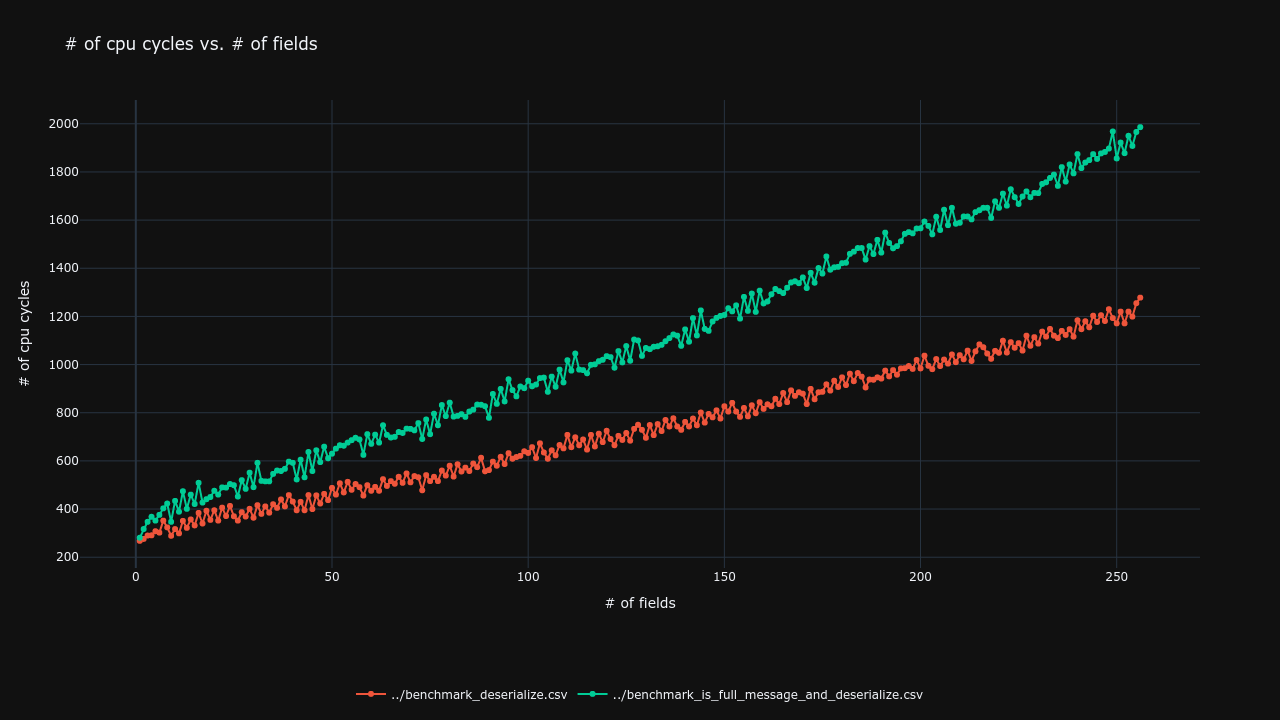 # of cpu cycles vs. # of fields
# of cpu cycles
2000
1800
1600
1400
1200
1000
800
600
400
200
0 50 100 150 200 250
# of fields
../benchmark_deserialize.csv ../benchmark_is_full_message_and_deserialize.csv